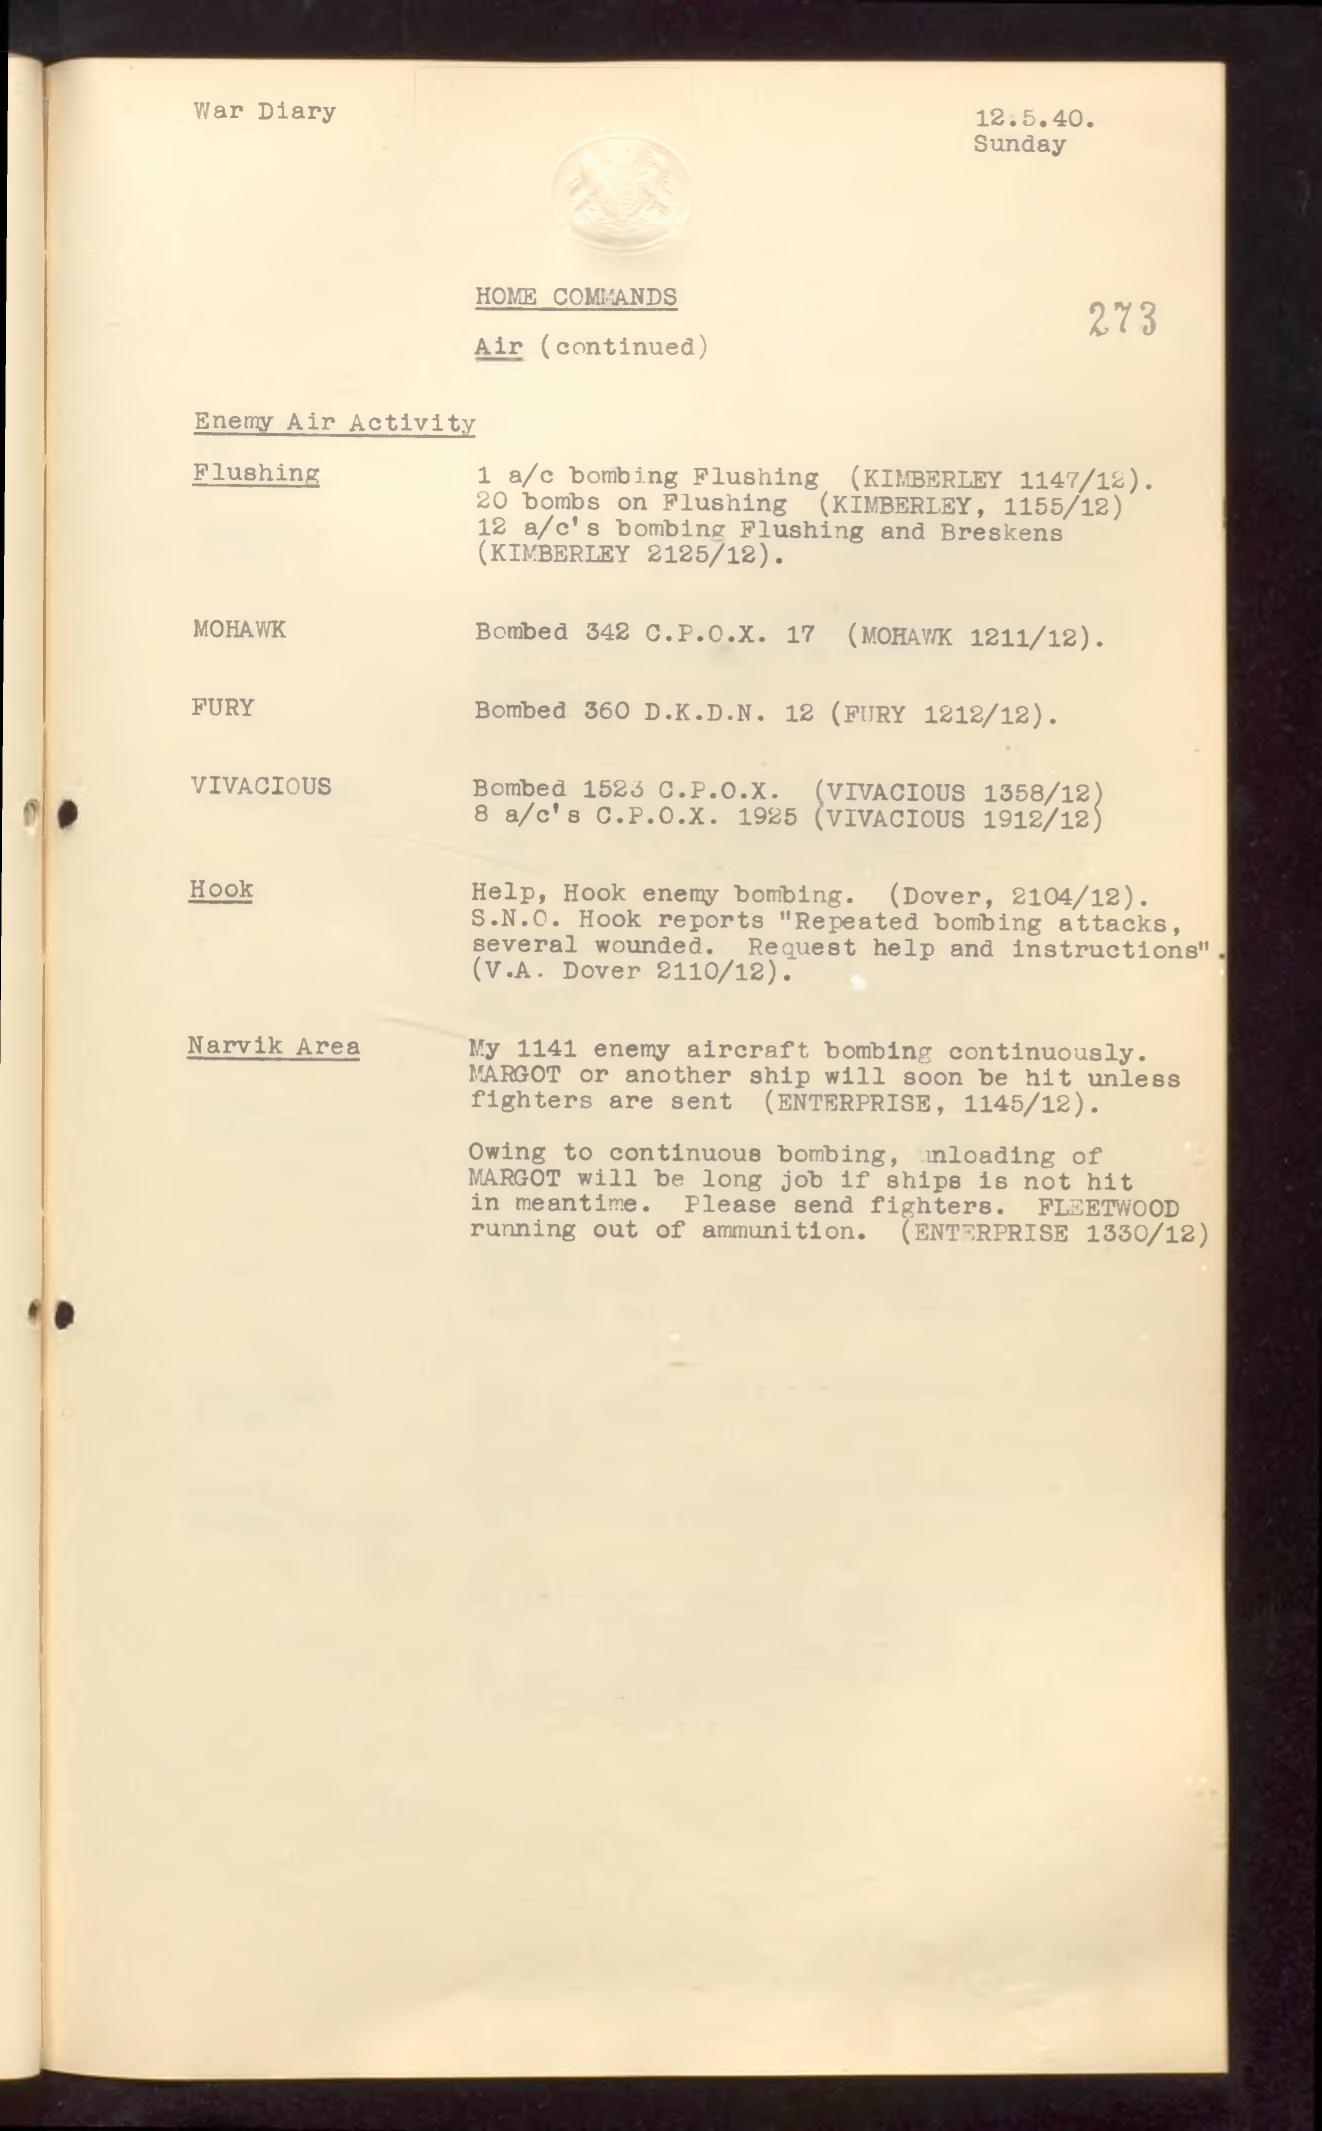 War Diary
12.5.40.
Sunday
HOME COMMANDS
273
Air (continued)
Enemy Air Activity
Flushing 1 a/c bombing Flushing (KIMBERLEY 1147/12).
20 bombs on Flushing (KIMBERLEY, 1155/12)
12 a/c's bombing Flushing and Breskens
(KIMBERLEY 2125/12).
MOHAWK Bombed 342 C.P.O.X. 17 (MOHAWK 1211/12).
FURY Bombed 360 D.K.D.N. 12 (FURY 1212/12).
VIVACIOUS Bombed 1523 C.P.O.X. (VIVACIOUS 1358/12)
8 a/c's C.P.O.X. 1925 (VIVACIOUS 1912/12)
Hook Help, Hook enemy bombing. (Dover, 2104/12).
S.N.O. Hook reports "Repeated bombing attacks,
several wounded. Request help and instructions".
(V.A. Dover 2110/12).
Narvik Area My 1141 enemy aircraft bombing continuously.
MARGOT or another ship will soon be hit unless
fighters are sent (ENTERPRISE, 1145/12).
Owing to continuous bombing, unloading of
MARGOT will be long job if ships is not hit
in meantime. Please send fighters. FLEETWOOD
running out of ammunition. (ENTERPRISE 1330/12)